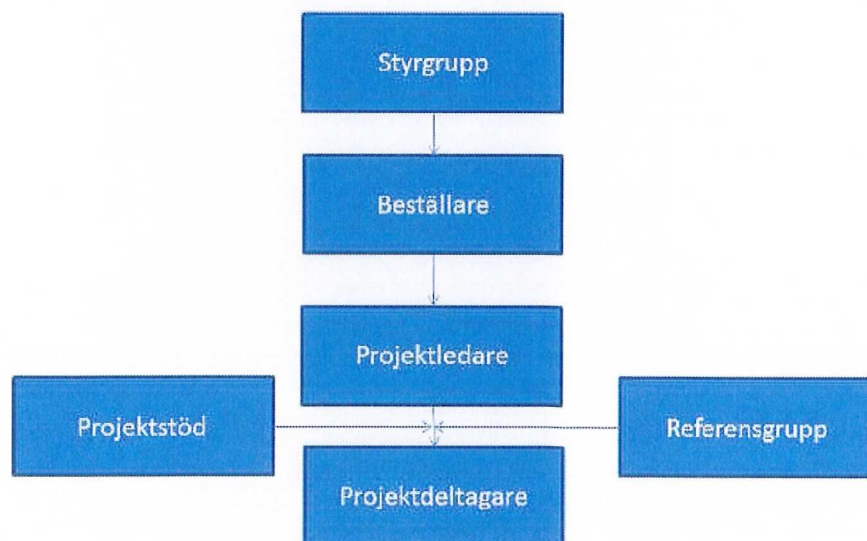 Styrgrupp
Beställare
Projektledare
Projektstöd
Referensgrupp
Projektdeltagare